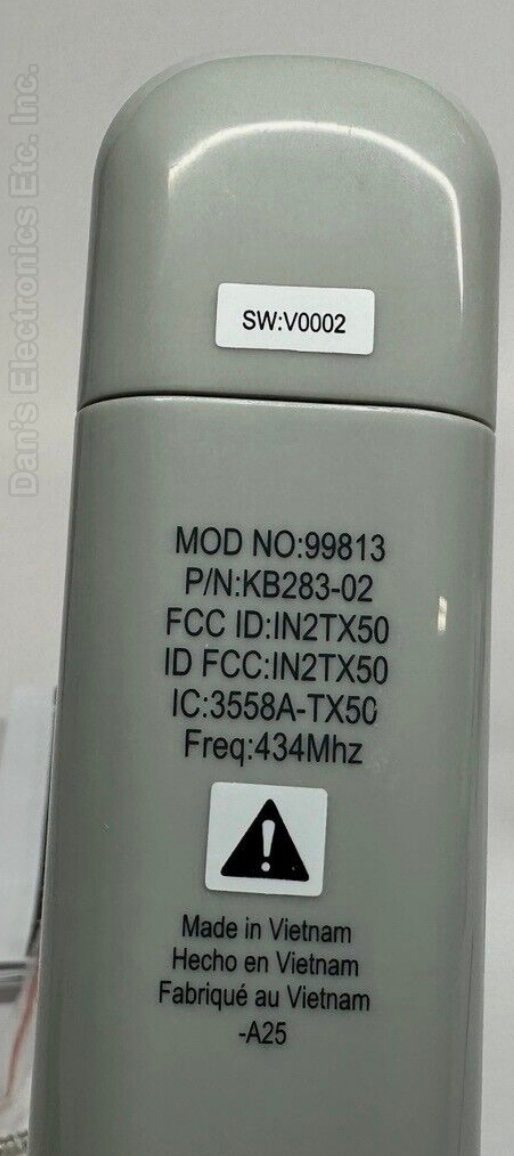 Dan's Electronics Etc. Inc.
SW:V0002
MOD NO:99813
P/N:KB283-02
FCC ID:IN2TX50
ID FCC:IN2TX50
IC:3558A-TX50
Freq:434Mhz
Made in Vietnam
Hecho en Vietnam
Fabriqué au Vietnam
-A25